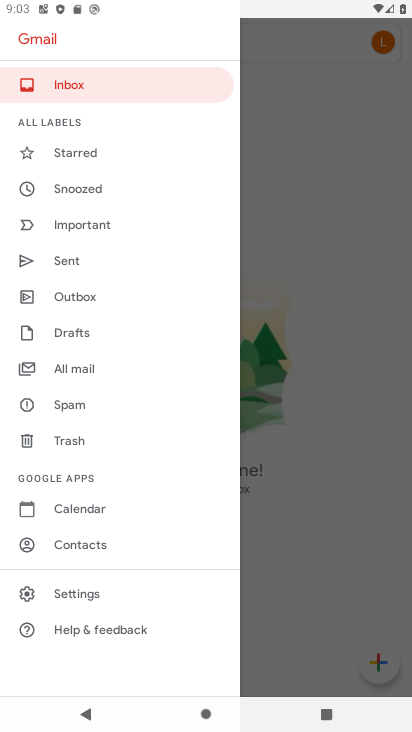 9:03
Gmail
L
Inbox
ALL LABELS
Starred
Snoozed
Important
Sent
Outbox
Drafts
All mail
Spam
ne!
Trash
GOOGLE APPS
ox
Calendar
Contacts
Settings
Help & feedback